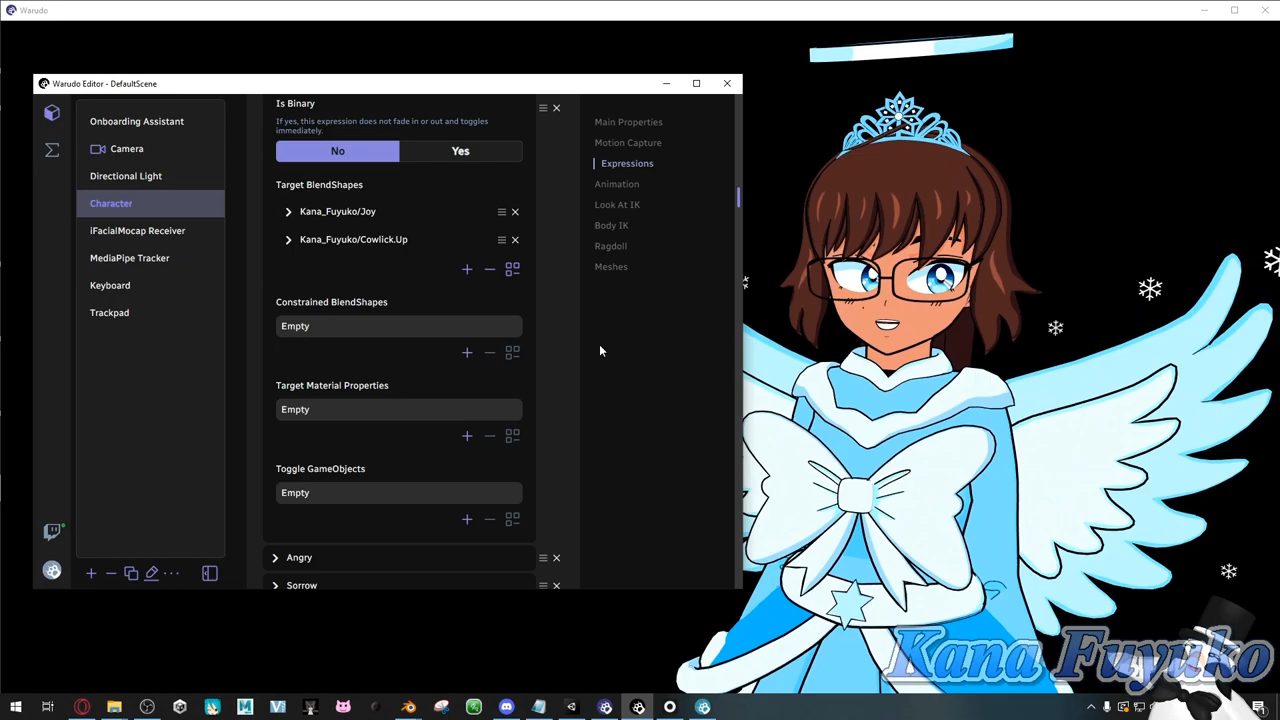 Warudo
Warudo Editor - DefaultScene
Onboarding Assistant
Camera
Directional Light
Character
iFacialMocap Receiver
MediaPipe Tracker
Keyboard
Trackpad
Is Binary
If yes, this expression does not fade in or out and toggles
immediately.
No
Yes
Target BlendShapes
Kana_Fuyuko/Joy
Kana_Fuyuko/Cowlick.Up
Constrained BlendShapes
Empty
Target Material Properties
Empty
Toggle GameObjects
Empty
Angry
Sorrow
Main Properties
Motion Capture
Expressions
Animation
Look At IK
Body IK
Ragdoll
Meshes
Kana Fuyuko